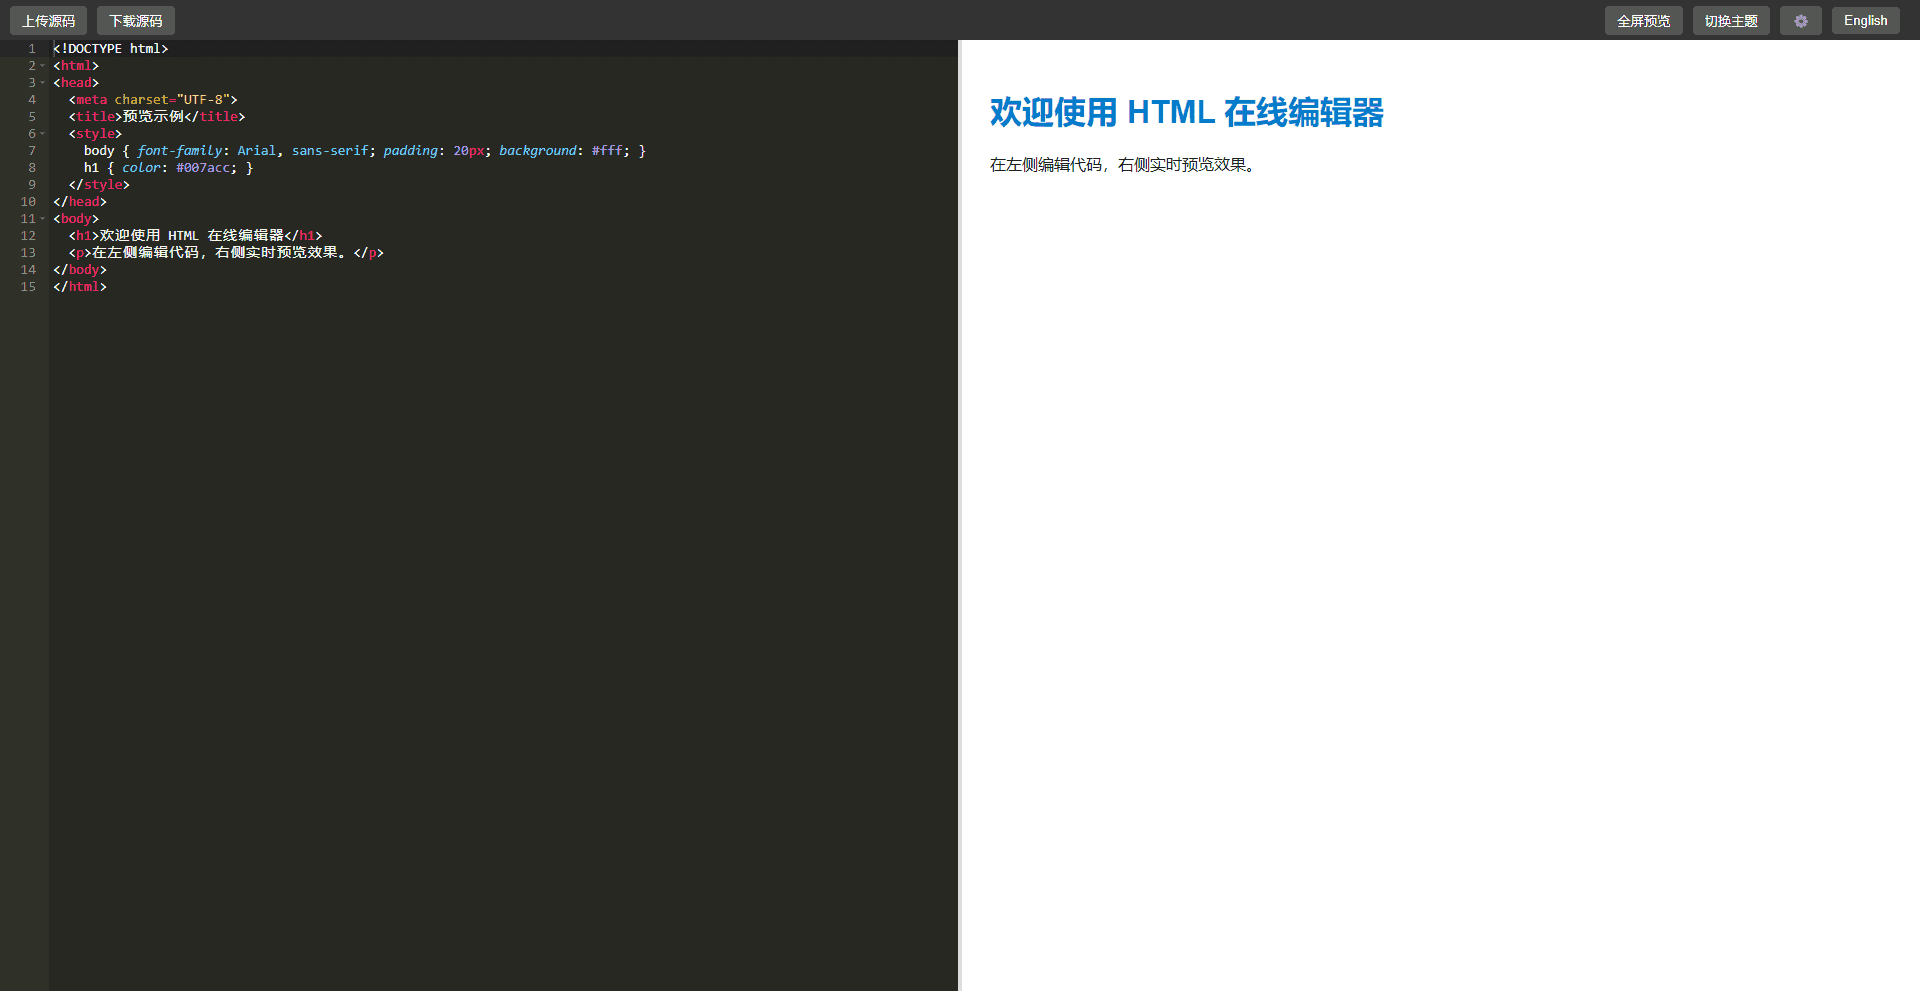 上传源码 下载源码 全屏预览 切换主题 English
1 <!DOCTYPE html>
2 <html>
3 <head>
4   <meta charset="UTF-8">
5   <title>预览示例</title>
6   <style>
7     body { font-family: Arial, sans-serif; padding: 20px; background: #fff; }
8     h1 { color: #007acc; }
9   </style>
10 </head>
11 <body>
12   <h1>欢迎使用 HTML 在线编辑器</h1>
13   <p>在左侧编辑代码，右侧实时预览效果。</p>
14 </body>
15 </html>
欢迎使用 HTML 在线编辑器
在左侧编辑代码，右侧实时预览效果。